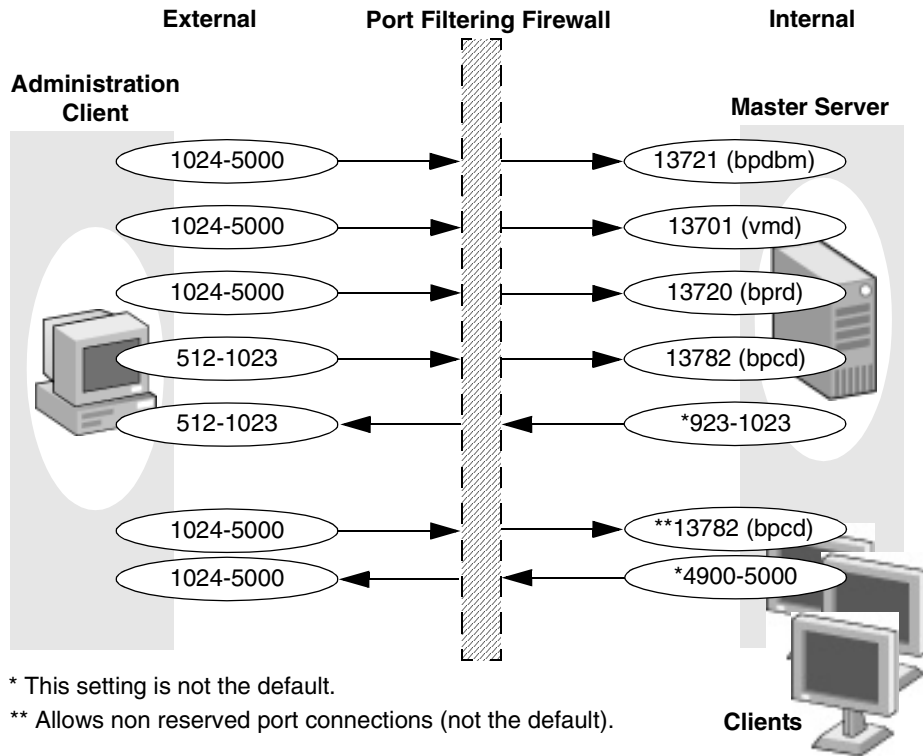 External Port Filtering Firewall Internal
Administration
Client
Master Server
1024-5000 13721 (bpdbm)
1024-5000 13701 (vmd)
1024-5000 13720 (bprd)
512-1023 13782 (bpcd)
512-1023 *923-1023
1024-5000 **13782 (bpcd)
1024-5000 *4900-5000
* This setting is not the default.
** Allows non reserved port connections (not the default).
Clients